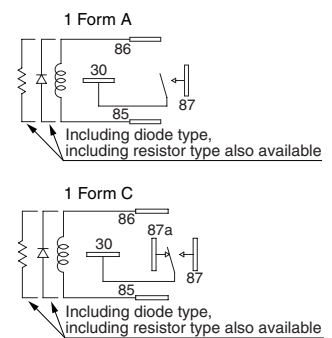 1 Form A
86
30
87
85
Including diode type,
including resistor type also available
1 Form C
86
87a
30
87
85
Including diode type,
including resistor type also available